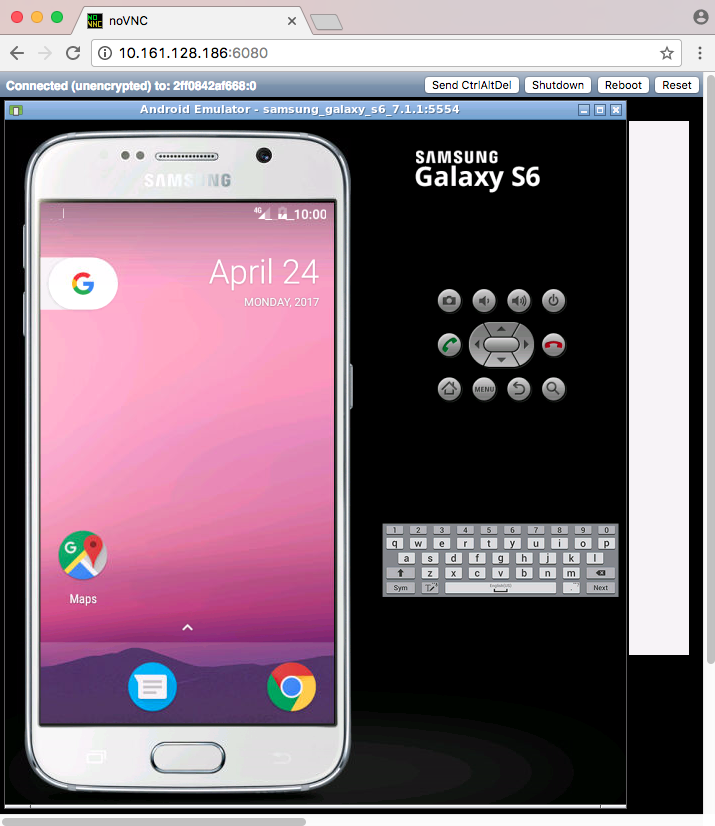 noVNC
10.161.128.186:6080
Connected (unencrypted) to: 2ff0842af668:0
Send CtrlAltDel
Shutdown
Reboot
Reset
Android Emulator - samsung_galaxy_s6_7.1.1:5554
SAMSUNG
4G
10:00
G
April 24
MONDAY, 2017
G
Maps
SAMSUNG
Galaxy S6
MENU
1 2 3 4 5 6 7 8 9 0
q w e r t y u i o p
a s d f g h j k l
z x c v b n m
Sym
English(US)
Next